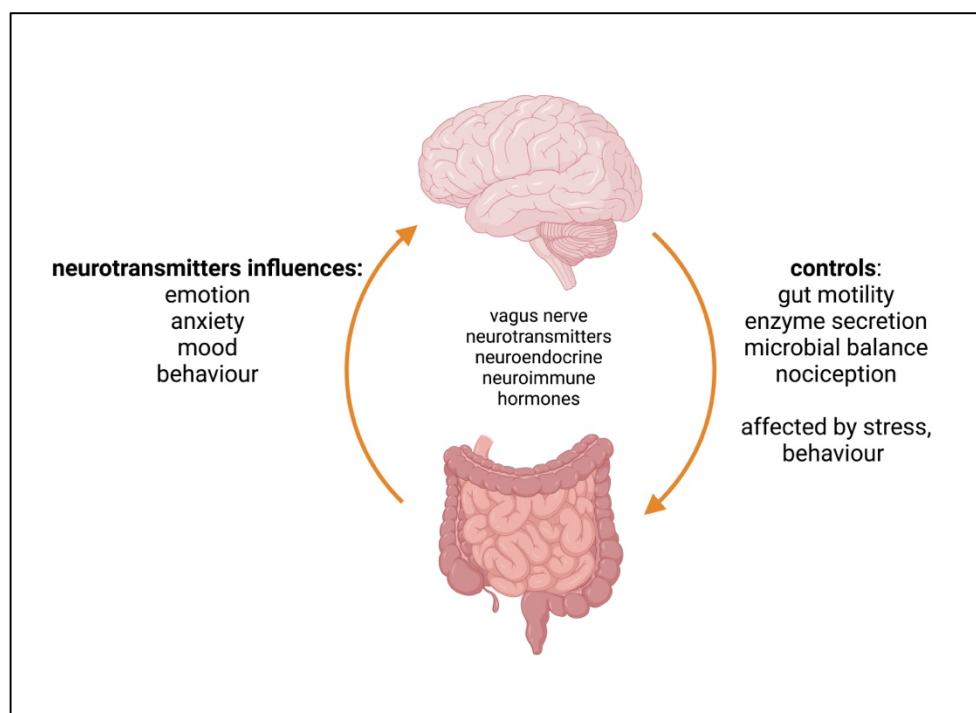 neurotransmitters influences:
emotion
anxiety
mood
behaviour
vagus nerve
neurotransmitters
neuroendocrine
neuroimmune
hormones
controls:
gut motility
enzyme secretion
microbial balance
nociception
affected by stress,
behaviour